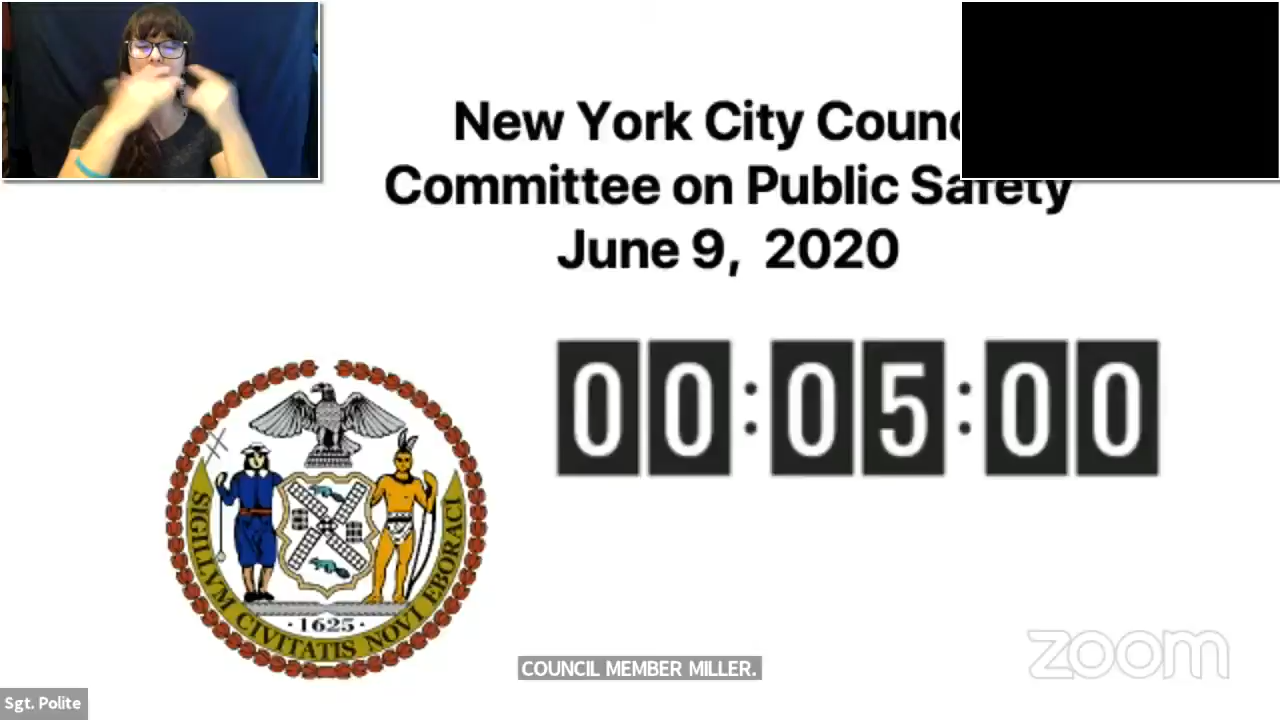 New York City Counc
Committee on Public Safety
June 9, 2020
00:05:00
SIGILLVM CIVITATIS NOVI EBORACI
· 1625 ·
COUNCIL MEMBER MILLER.
zoom
Sgt. Polite